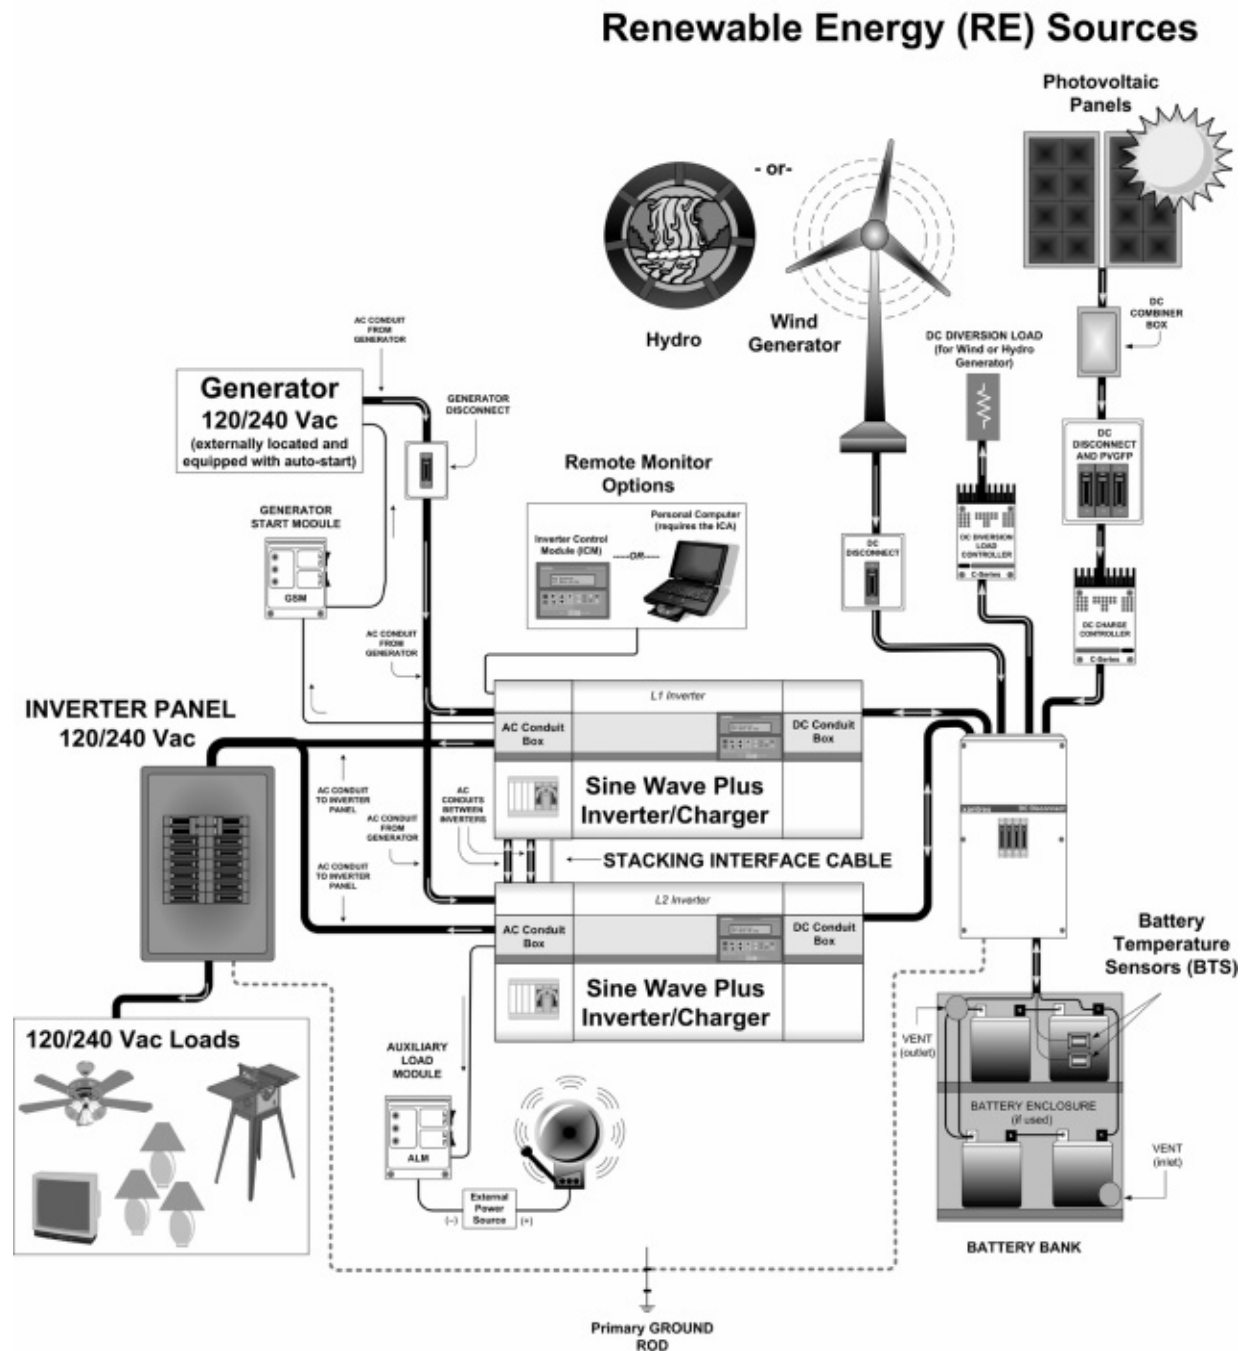 Renewable Energy (RE) Sources
Photovoltaic
Panels
- or-
Hydro
Wind
Generator
DC DIVERSION LOAD
(for Wind or Hydro
Generator)
DC
COMBINER
BOX
AC CONDUIT
FROM
GENERATOR
Generator
120/240 Vac
(externally located and
equipped with auto-start)
GENERATOR
DISCONNECT
DC
DISCONNECT
AND PVGFP
Remote Monitor
Options
Personal Computer
(requires the ICA)
Inverter Control
Module (ICM)
-----OR-----
GENERATOR
START MODULE
GSM
DC
DISCONNECT
DC DIVERSION
LOAD
CONTROLLER
C-Series
DC CHARGE
CONTROLLER
C-Series
AC CONDUIT
FROM
GENERATOR
INVERTER PANEL
120/240 Vac
L1 Inverter
AC Conduit
Box
DC Conduit
Box
Sine Wave Plus
Inverter/Charger
AC CONDUIT
TO INVERTER
PANEL
AC
CONDUITS
BETWEEN
INVERTERS
AC CONDUIT
FROM
GENERATOR
AC CONDUIT
TO INVERTER
PANEL
xantrex
DC Disconnect
STACKING INTERFACE CABLE
L2 Inverter
AC Conduit
Box
DC Conduit
Box
Sine Wave Plus
Inverter/Charger
Battery
Temperature
Sensors (BTS)
120/240 Vac Loads
AUXILIARY
LOAD
MODULE
ALM
External
Power
Source
(–)
(+)
VENT
(outlet)
BATTERY ENCLOSURE
(if used)
VENT
(inlet)
BATTERY BANK
Primary GROUND
ROD